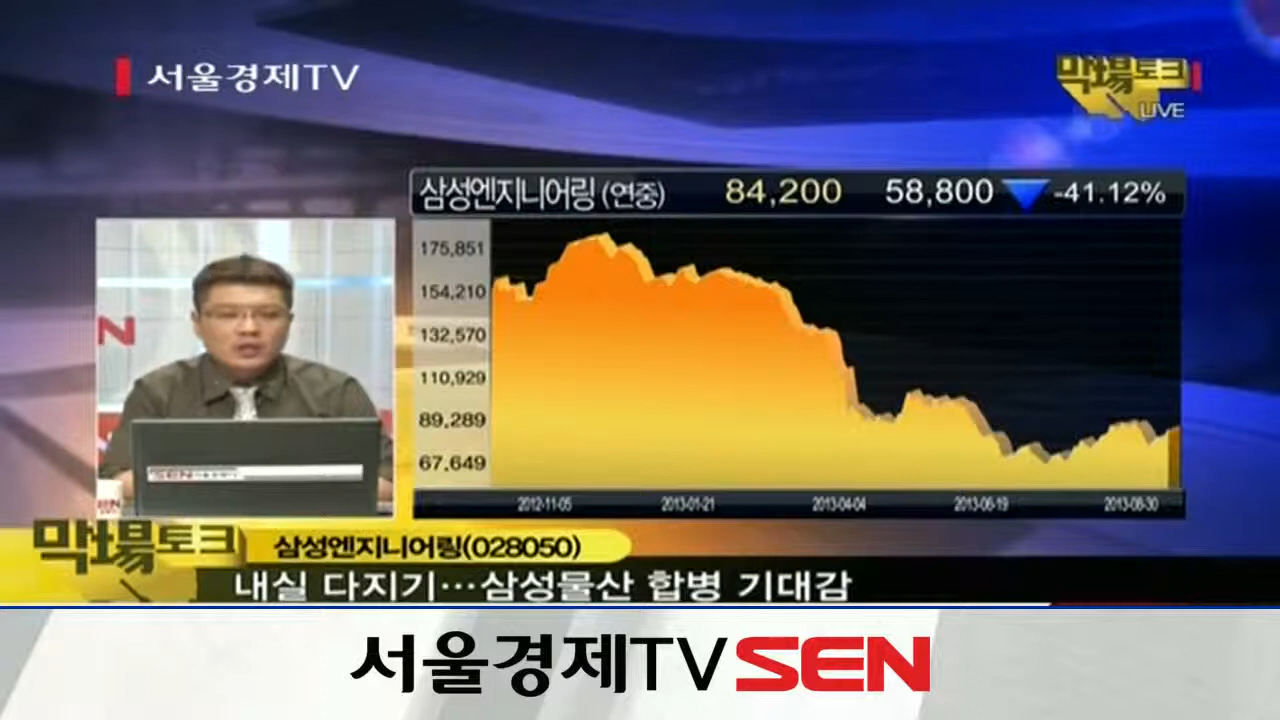 서울경제TV
막場토크
LIVE
삼성엔지니어링 (연중) 84,200 58,800 ▼ -41.12%
175,851
154,210
132,570
110,929
89,289
67,649
2012-11-05 2013-01-21 2013-04-04 2013-06-19 2013-08-30
막場토크 삼성엔지니어링(028050)
내실 다지기…삼성물산 합병 기대감
서울경제TV SEN